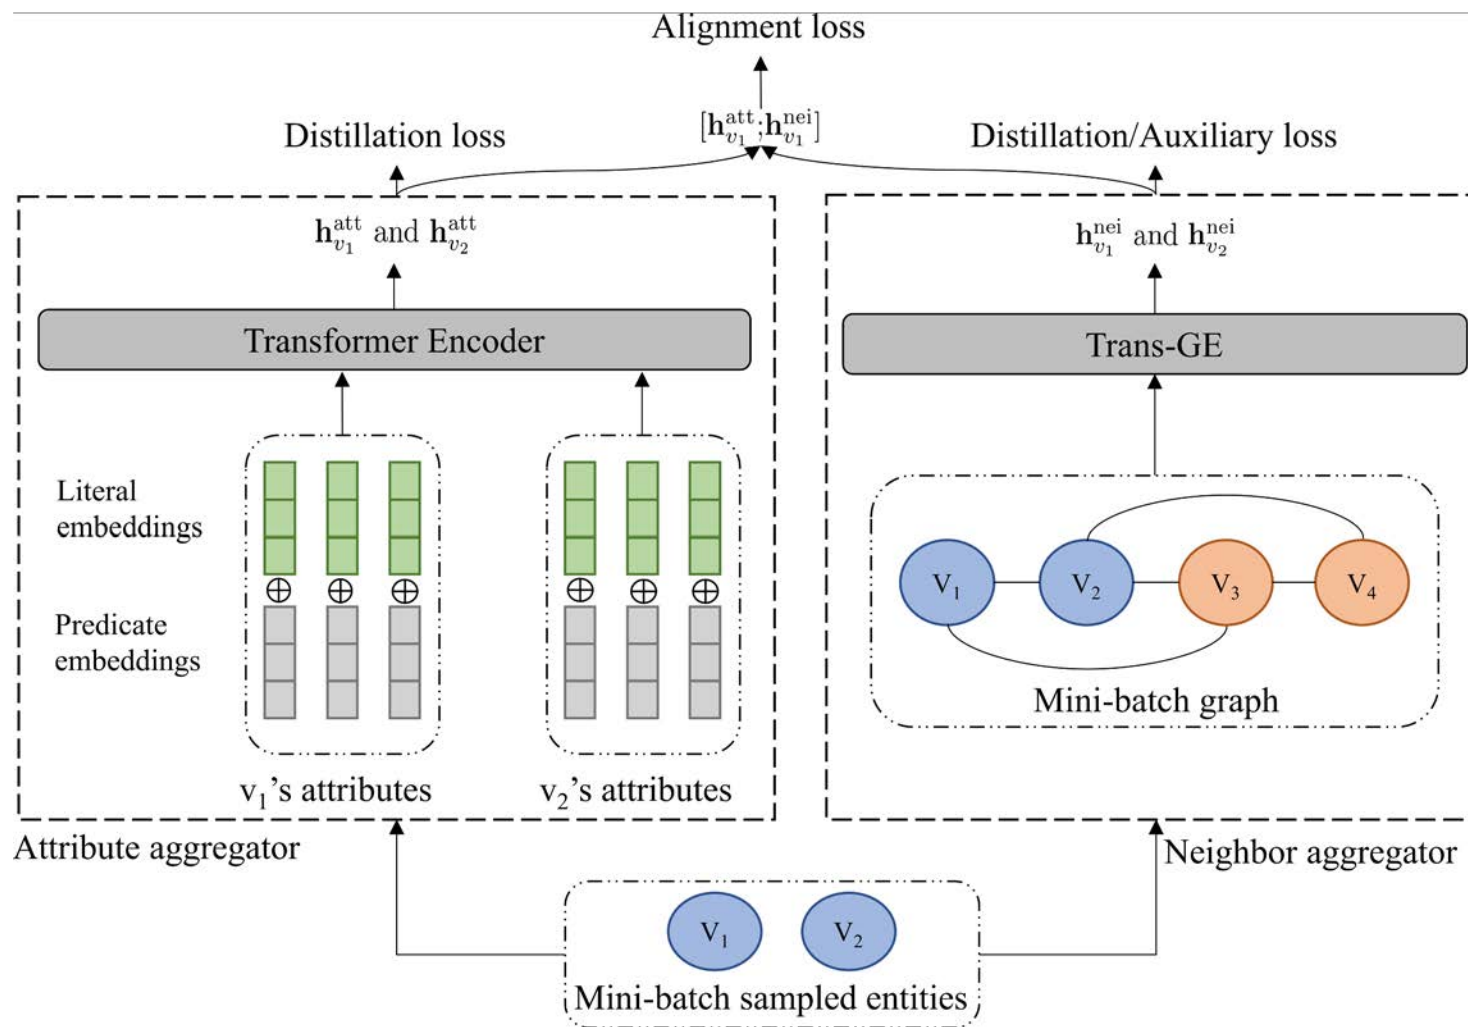 Alignment loss
[h_{v_1}^{att};h_{v_1}^{nei}]
Distillation loss
Distillation/Auxiliary loss
h_{v_1}^{att} and h_{v_2}^{att}
h_{v_1}^{nei} and h_{v_2}^{nei}
Transformer Encoder
Trans-GE
Literal
embeddings
⊕ ⊕ ⊕ ⊕ ⊕ ⊕
Predicate
embeddings
V₁ V₂ V₃ V₄
Mini-batch graph
v₁’s attributes
v₂’s attributes
Attribute aggregator
Neighbor aggregator
V₁ V₂
Mini-batch sampled entities